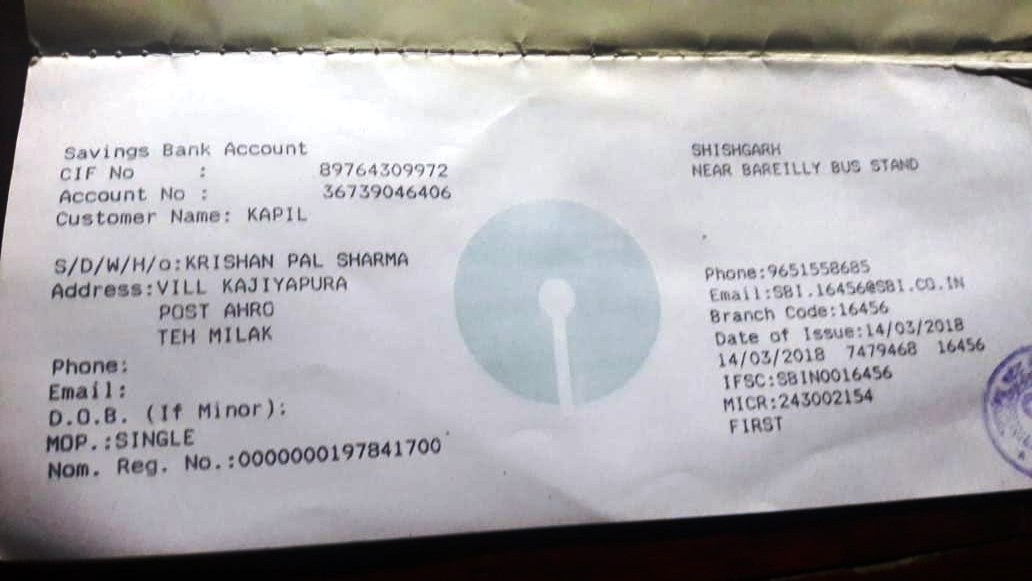 Savings Bank Account
CIF No : 89764309972
Account No : 36739046406
Customer Name: KAPIL
S/D/W/H/o:KRISHAN PAL SHARMA
Address:VILL KAJIYAPURA
POST AHRO
TEH MILAK
Phone:
Email:
D.O.B. (If Minor):
MOP.:SINGLE
Nom. Reg. No.:0000000197841700
SHISHGARH
NEAR BAREILLY BUS STAND
Phone:9651558685
Email:SBI.16456@SBI.CO.IN
Branch Code:16456
Date of Issue:14/03/2018
14/03/2018 7479468 16456
IFSC:SBIN0016456
MICR:243002154
FIRST